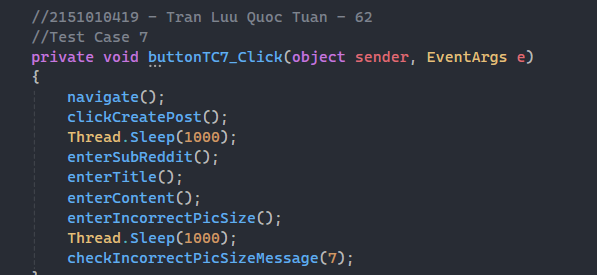 //2151010419 - Tran Luu Quoc Tuan - 62
//Test Case 7
private void buttonTC7_Click(object sender, EventArgs e)
{
navigate();
clickCreatePost();
Thread.Sleep(1000);
enterSubReddit();
enterTitle();
enterContent();
enterIncorrectPicSize();
Thread.Sleep(1000);
checkIncorrectPicSizeMessage(7);
}